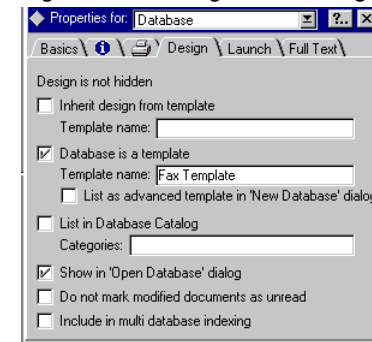 Properties for: Database
?..
Basics Design Launch Full Text
Design is not hidden
Inherit design from template
Template name:
Database is a template
Template name: Fax Template
List as advanced template in 'New Database' dialog
List in Database Catalog
Categories:
Show in 'Open Database' dialog
Do not mark modified documents as unread
Include in multi database indexing